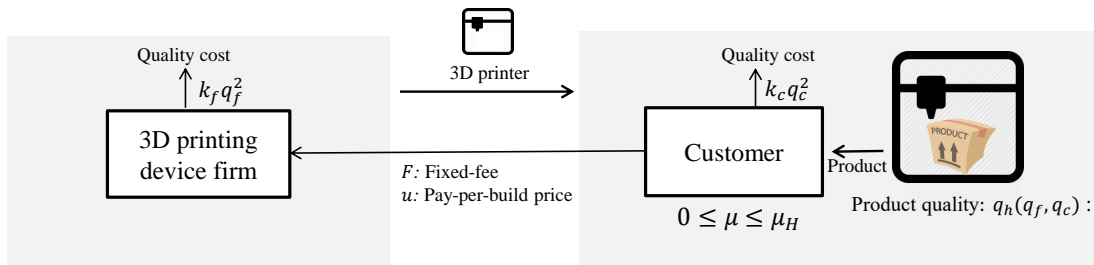 Quality cost
k_f q_f^2
3D printing
device firm
3D printer
F: Fixed-fee
u: Pay-per-build price
Quality cost
k_c q_c^2
Customer
0 ≤ μ ≤ μ_H
Product
PRODUCT
Product quality: q_h(q_f, q_c) :